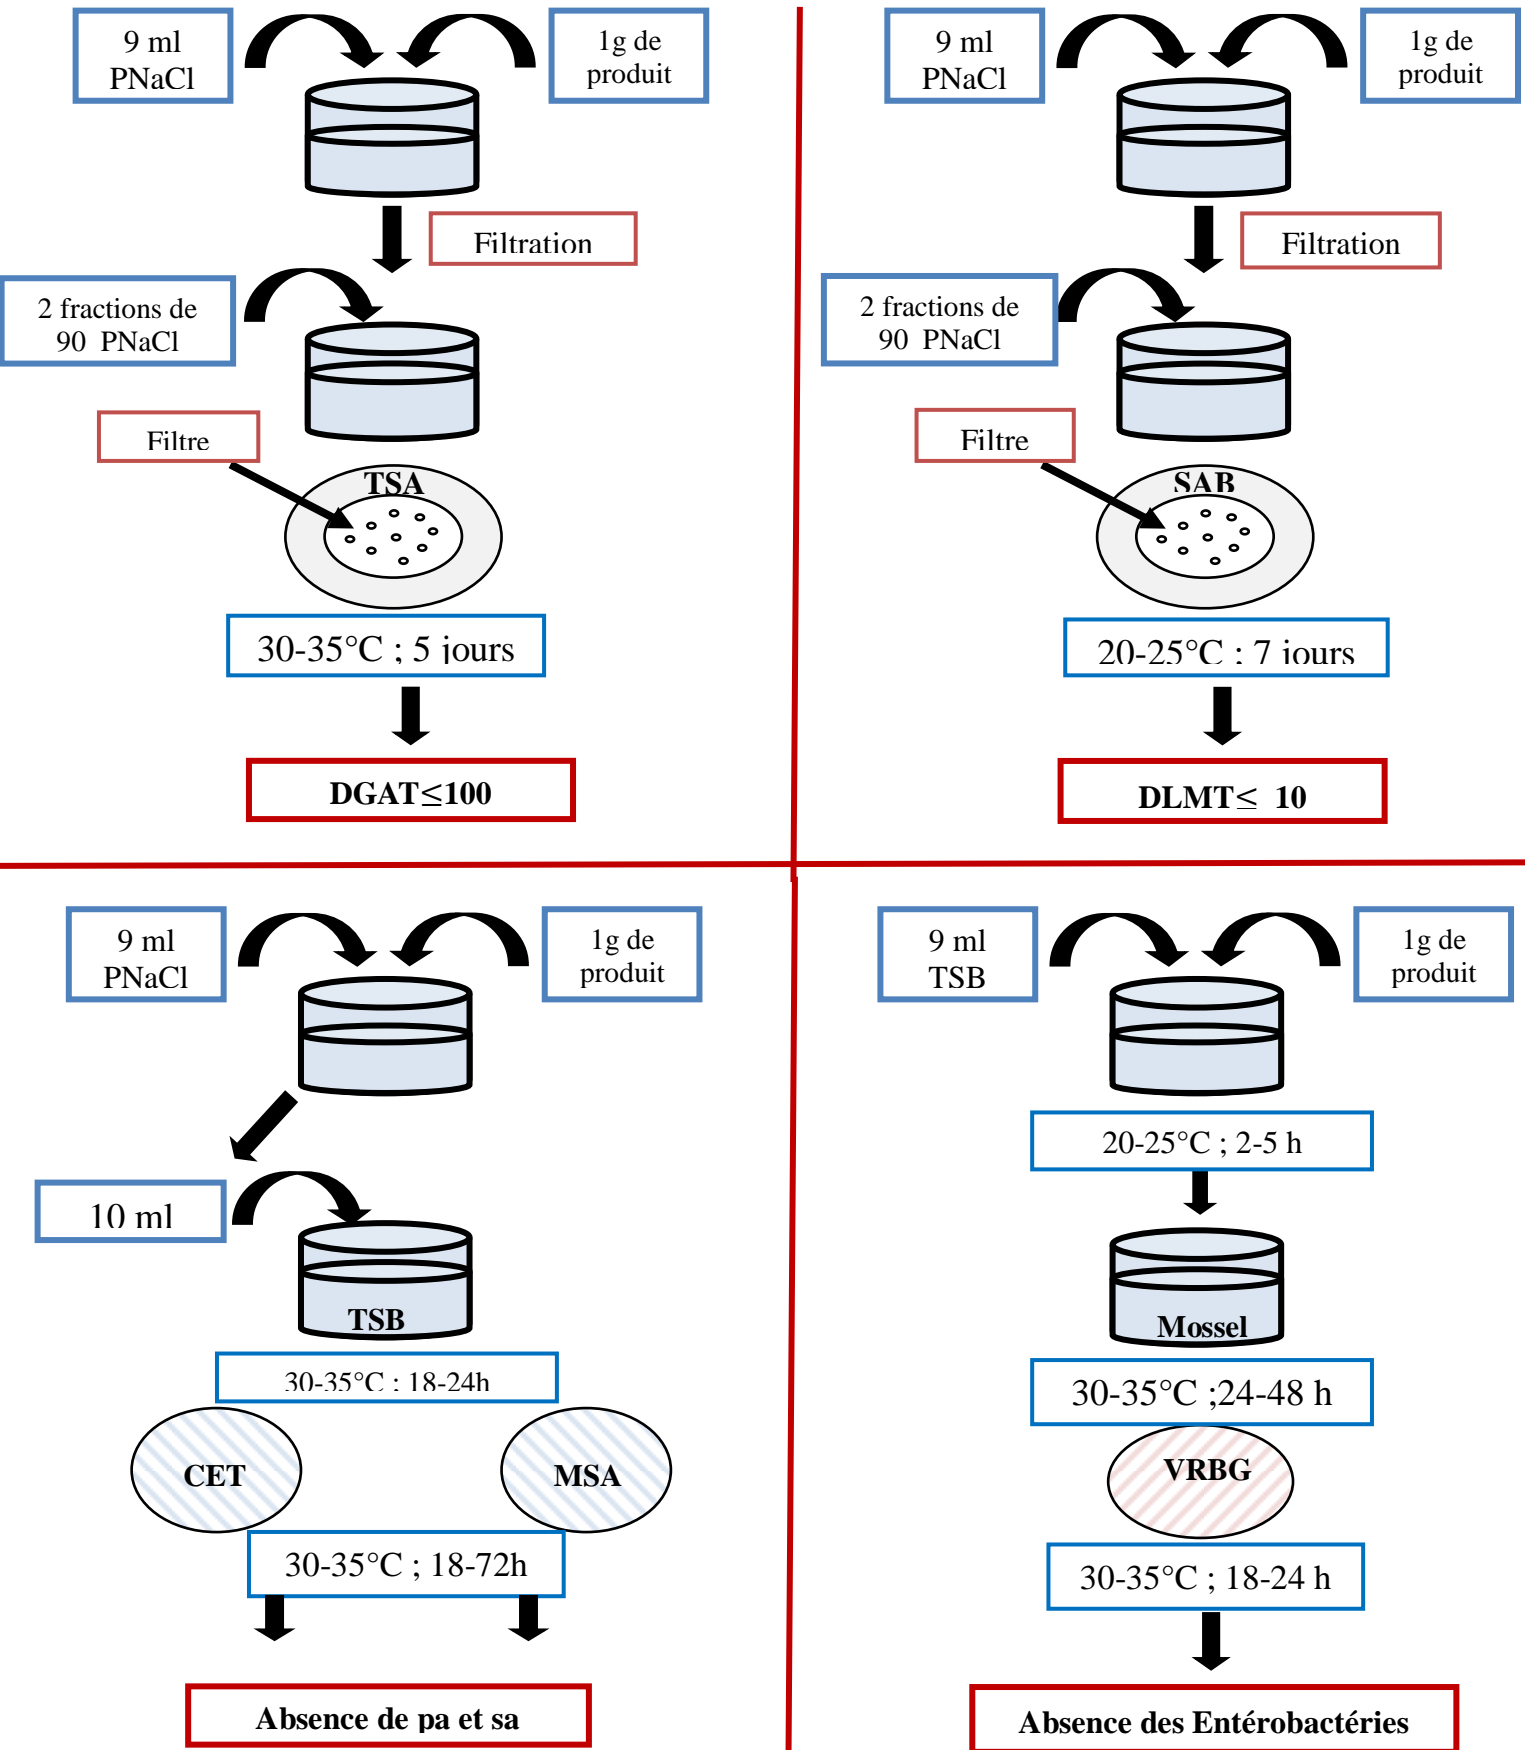 9 ml
PNaCl
1g de
produit
Filtration
2 fractions de
90 PNaCl
Filtre
TSA
30-35°C ; 5 jours
DGAT≤100
9 ml
PNaCl
1g de
produit
Filtration
2 fractions de
90 PNaCl
Filtre
SAB
20-25°C ; 7 jours
DLMT≤ 10
9 ml
PNaCl
1g de
produit
10 ml
TSB
30-35°C ; 18-24h
CET
MSA
30-35°C ; 18-72h
Absence de pa et sa
9 ml
TSB
1g de
produit
20-25°C ; 2-5 h
Mossel
30-35°C ;24-48 h
VRBG
30-35°C ; 18-24 h
Absence des Entérobactéries